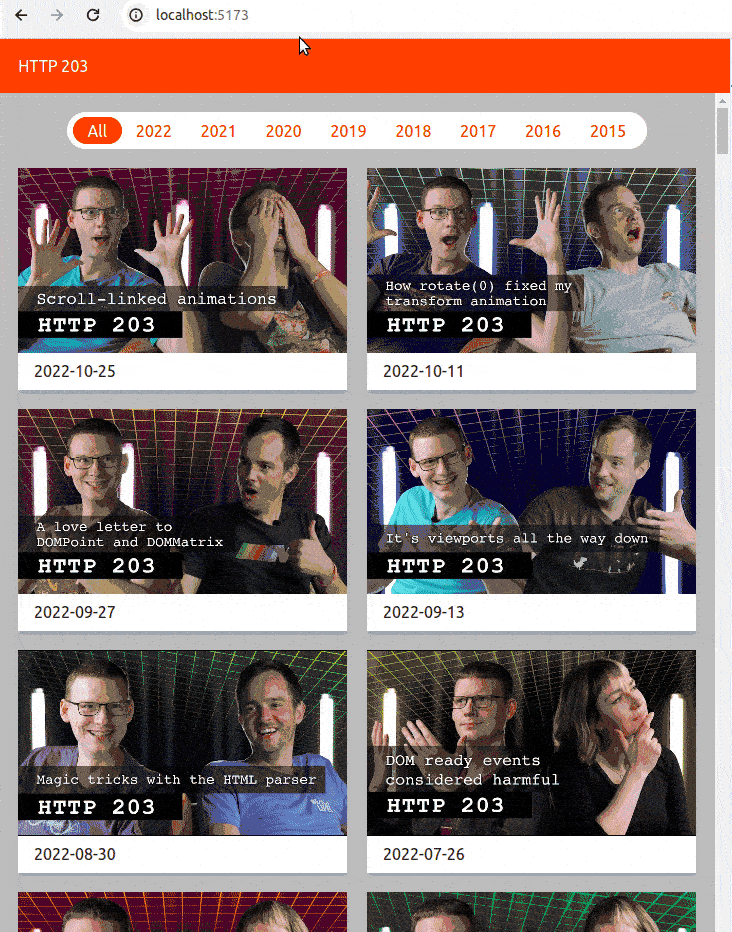 localhost:5173
HTTP 203
All 2022 2021 2020 2019 2018 2017 2016 2015
Scroll-linked animations
HTTP 203
2022-10-25
How rotate(0) fixed my
transform animation
HTTP 203
2022-10-11
A love letter to
DOMPoint and DOMMatrix
HTTP 203
2022-09-27
It's viewports all the way down
HTTP 203
2022-09-13
Magic tricks with the HTML parser
HTTP 203
2022-08-30
DOM ready events
considered harmful
HTTP 203
2022-07-26